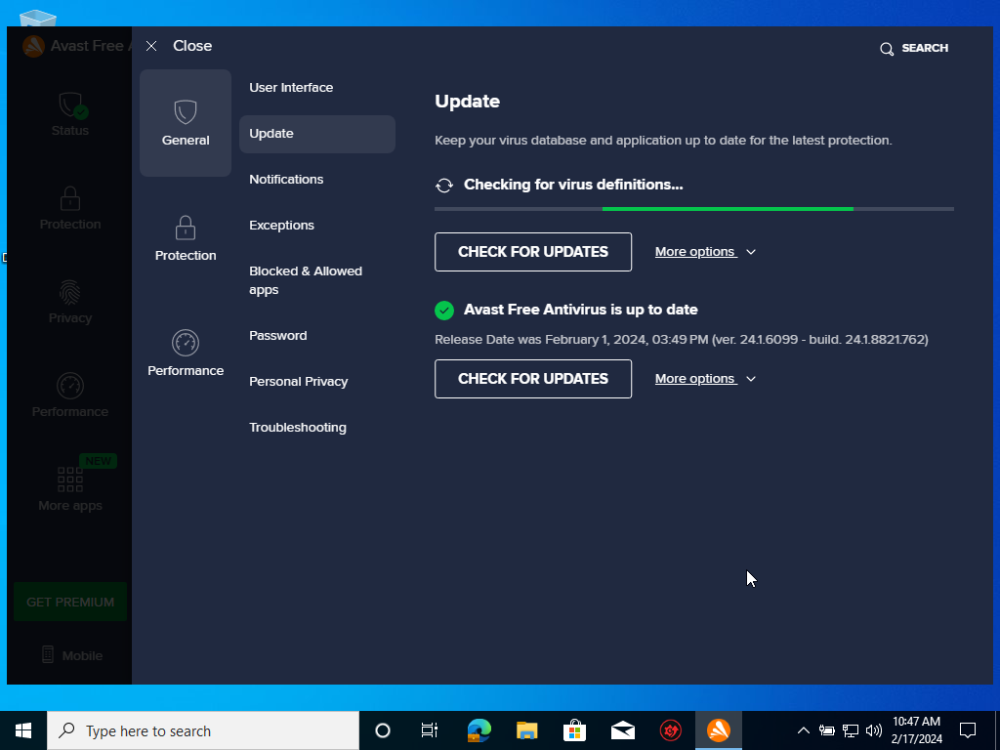 Avast Free A
Close
SEARCH
Status
Protection
Privacy
Performance
NEW
More apps
GET PREMIUM
Mobile
General
Protection
Performance
User Interface
Update
Notifications
Exceptions
Blocked & Allowed
apps
Password
Personal Privacy
Troubleshooting
Update
Keep your virus database and application up to date for the latest protection.
Checking for virus definitions...
CHECK FOR UPDATES More options
Avast Free Antivirus is up to date
Release Date was February 1, 2024, 03:49 PM (ver. 24.1.6099 - build. 24.1.8821.762)
CHECK FOR UPDATES More options
Type here to search
10:47 AM
2/17/2024